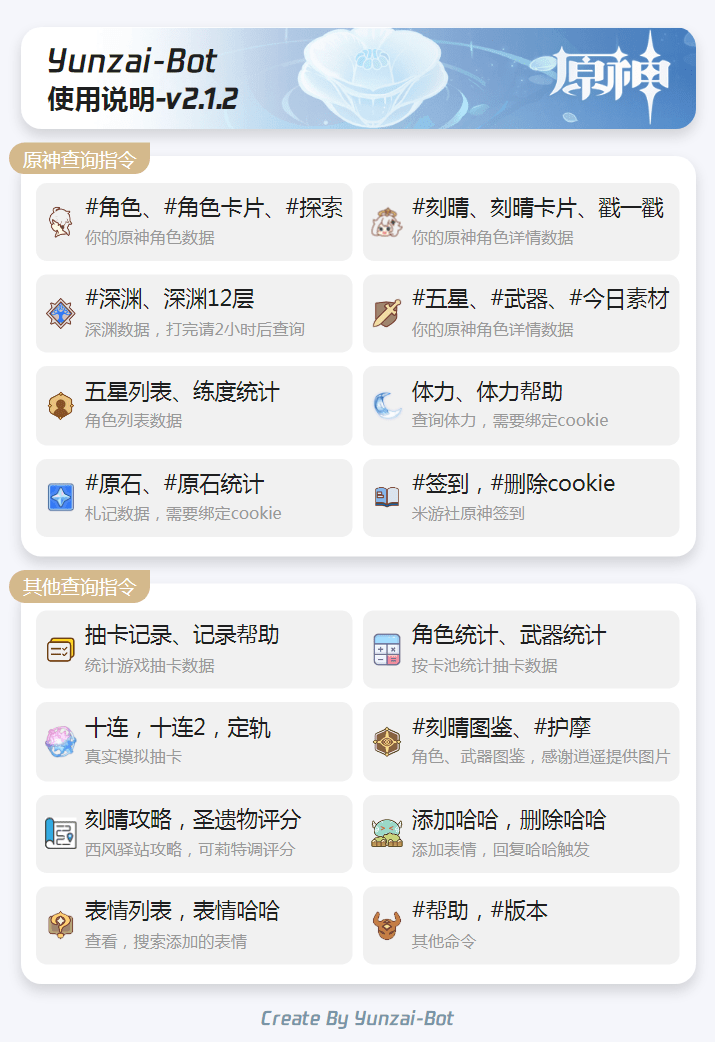 Yunzai-Bot
使用说明-v2.1.2
原神
原神查询指令
#角色、#角色卡片、#探索
你的原神角色数据
#刻晴、刻晴卡片、戳一戳
你的原神角色详情数据
#深渊、深渊12层
深渊数据，打完请2小时后查询
#五星、#武器、#今日素材
你的原神角色详情数据
五星列表、练度统计
角色列表数据
体力、体力帮助
查询体力，需要绑定cookie
#原石、#原石统计
札记数据，需要绑定cookie
#签到，#删除cookie
米游社原神签到
其他查询指令
抽卡记录、记录帮助
统计游戏抽卡数据
角色统计、武器统计
按卡池统计抽卡数据
十连，十连2，定轨
真实模拟抽卡
#刻晴图鉴、#护摩
角色、武器图鉴，感谢逍遥提供图片
刻晴攻略，圣遗物评分
西风驿站攻略，可莉特调评分
添加哈哈，删除哈哈
添加表情，回复哈哈触发
表情列表，表情哈哈
查看，搜索添加的表情
#帮助，#版本
其他命令
Create By Yunzai-Bot